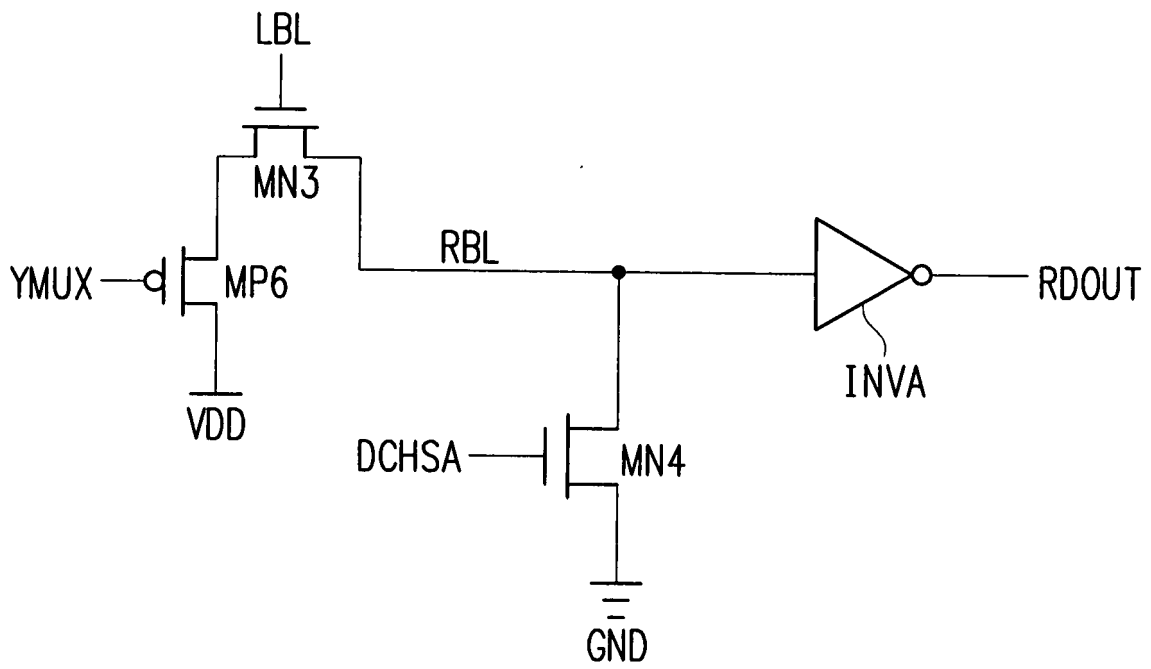 LBL
MN3
RBL
YMUX
MP6
RDOUT
INVA
VDD
DCHSA
MN4
GND